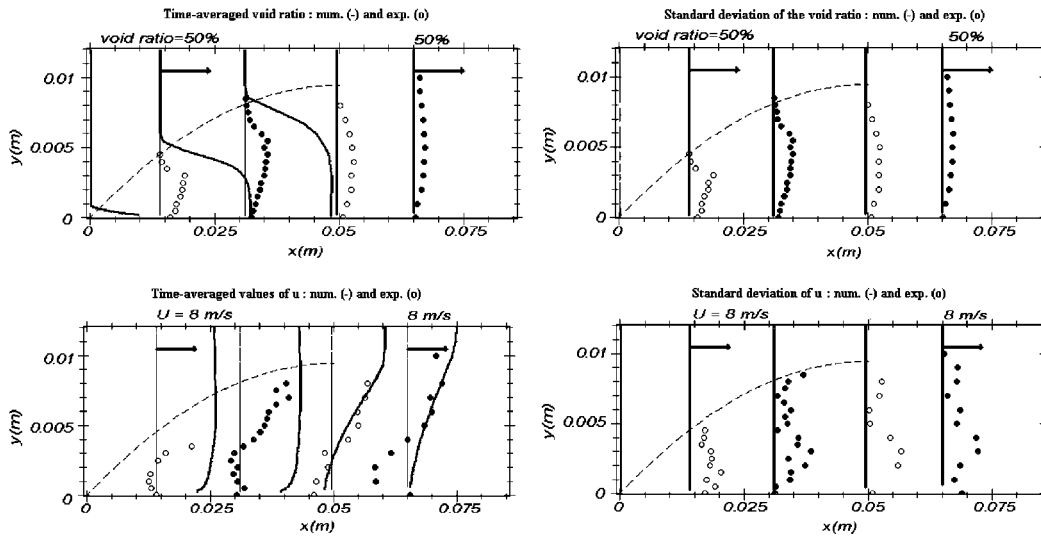 Time-averaged void ratio : num. (-) and exp. (o)
void ratio=50%
50%
0.01
0.005
0
y(m)
0
0.025
0.05
0.075
x(m)
Standard deviation of the void ratio : num. (-) and exp. (o)
void ratio=50%
50%
0.01
0.005
0
y(m)
0
0.025
0.05
0.075
x(m)
Time-averaged values of u : num. (-) and exp. (o)
U = 8 m/s
8 m/s
0.01
0.005
0
y(m)
0
0.025
0.05
0.075
x(m)
Standard deviation of u : num. (-) and exp. (o)
U = 8 m/s
8 m/s
0.01
0.005
0
y(m)
0
0.025
0.05
0.075
x(m)